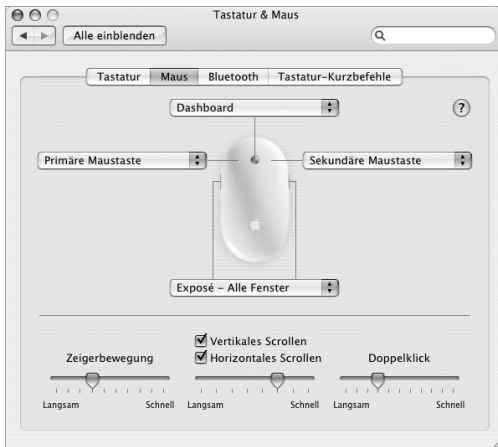 Tastatur & Maus
Alle einblenden
Tastatur Maus Bluetooth Tastatur-Kurzbefehle
Dashboard
?
Primäre Maustaste
Sekundäre Maustaste
Exposé – Alle Fenster
Vertikales Scrollen
Zeigerbewegung Horizontales Scrollen Doppelklick
Langsam Schnell Langsam Schnell Langsam Schnell